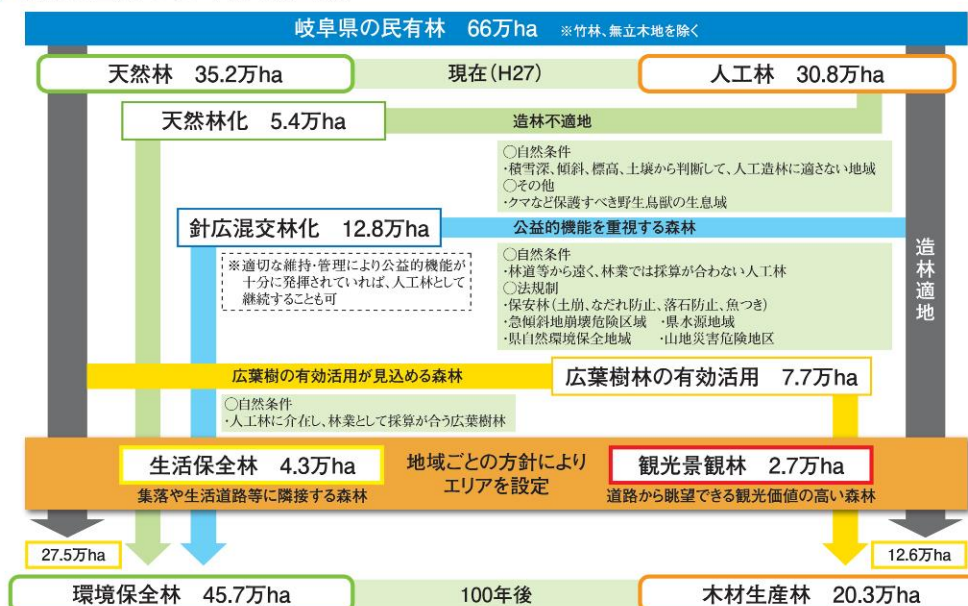 岐阜県の民有林 66万ha ※竹林、無立木地を除く
天然林 35.2万ha
現在(H27)
人工林 30.8万ha
天然林化 5.4万ha
造林不適地
○自然条件
・積雪深、傾斜、標高、土壌から判断して、人工造林に適さない地域
○その他
・クマなど保護すべき野生鳥獣の生息域
針広混交林化 12.8万ha
公益的機能を重視する森林
※適切な維持・管理により公益的機能が
十分に発揮されていれば、人工林として
継続することも可
○自然条件
・林道等から遠く、林業では採算が合わない人工林
○法規制
・保安林(土崩、なだれ防止、落石防止、魚つき)
・急傾斜地崩壊危険区域 ・県水源地域
・県自然環境保全地域 ・山地災害危険地区
造林適地
広葉樹の有効活用が見込める森林
広葉樹林の有効活用 7.7万ha
○自然条件
・人工林に介在し、林業として採算が合う広葉樹林
生活保全林 4.3万ha
集落や生活道路等に隣接する森林
地域ごとの方針により
エリアを設定
観光景観林 2.7万ha
道路から眺望できる観光価値の高い森林
27.5万ha
12.6万ha
環境保全林 45.7万ha
100年後
木材生産林 20.3万ha